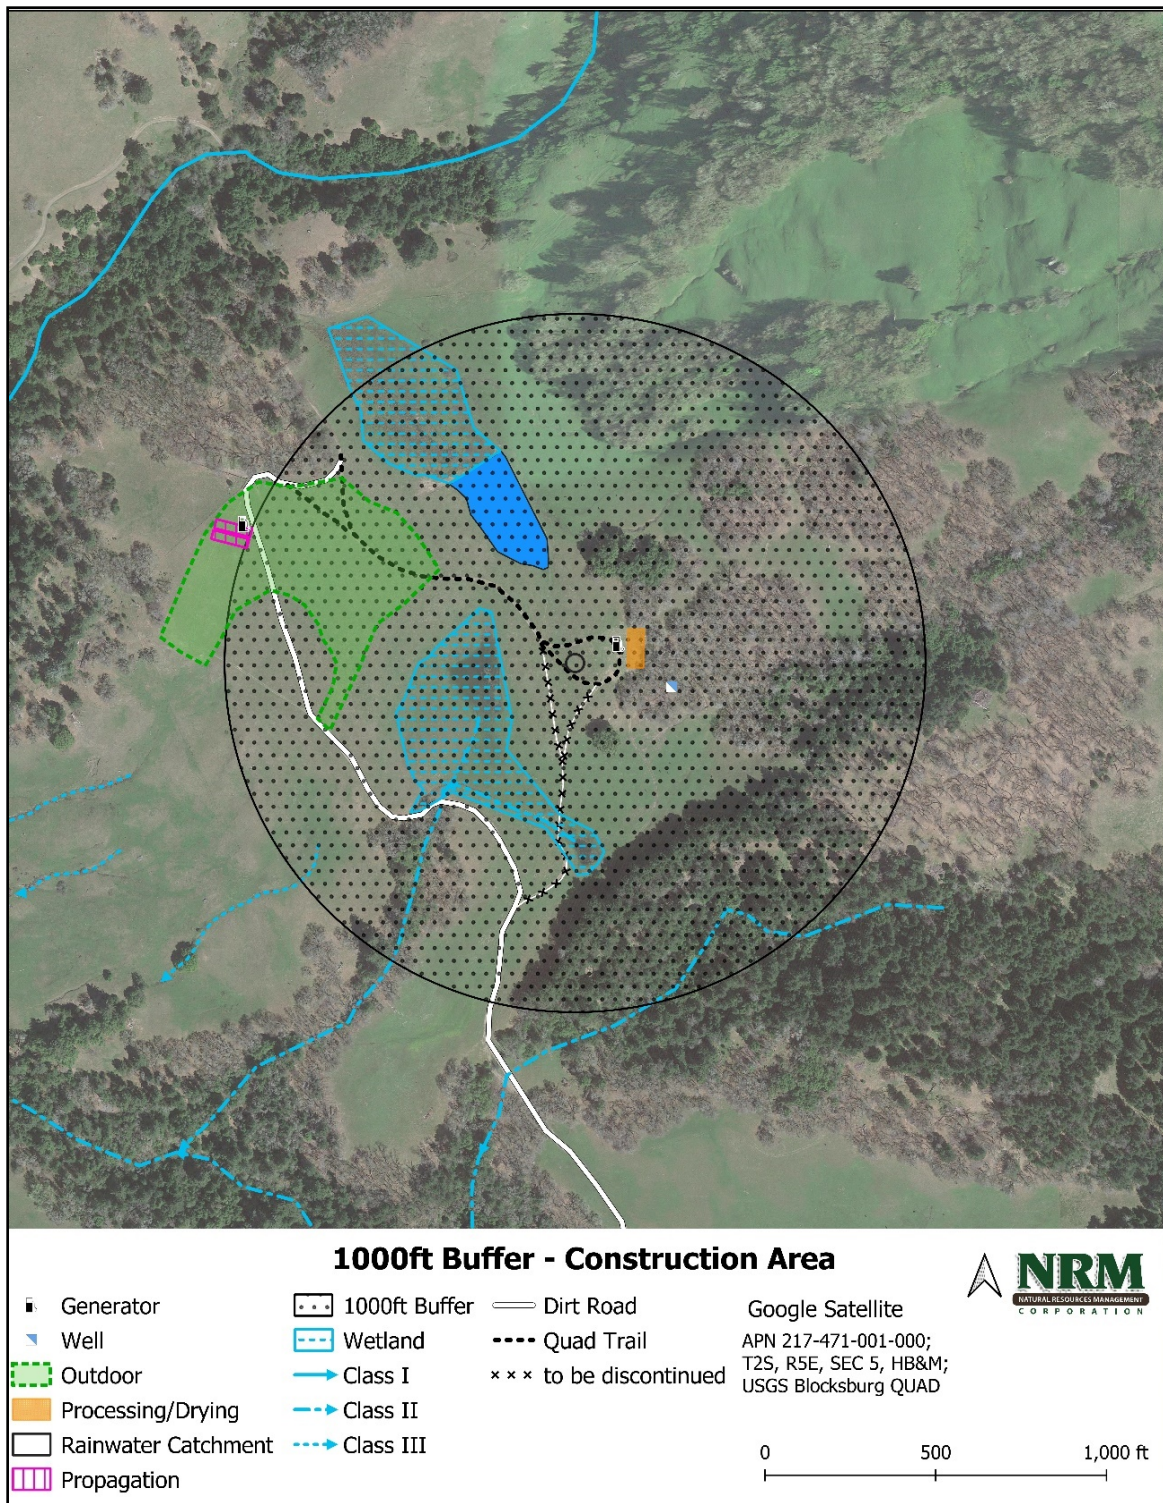 1000ft Buffer - Construction Area
NRM
NATURAL RESOURCES MANAGEMENT
CORPORATION
Generator
Well
Outdoor
Processing/Drying
Rainwater Catchment
Propagation
1000ft Buffer
Wetland
Class I
Class II
Class III
Dirt Road
Quad Trail
to be discontinued
Google Satellite
APN 217-471-001-000;
T2S, R5E, SEC 5, HB&M;
USGS Blocksburg QUAD
0 500 1,000 ft